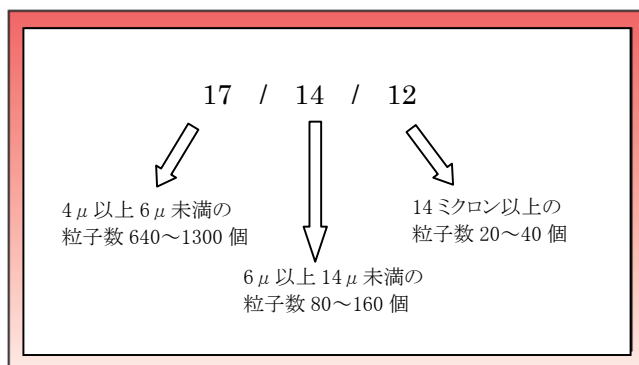 17 / 14 / 12
4μ以上6μ未満の
粒子数640～1300個
6μ以上14μ未満の
粒子数80～160個
14ミクロン以上の
粒子数20～40個